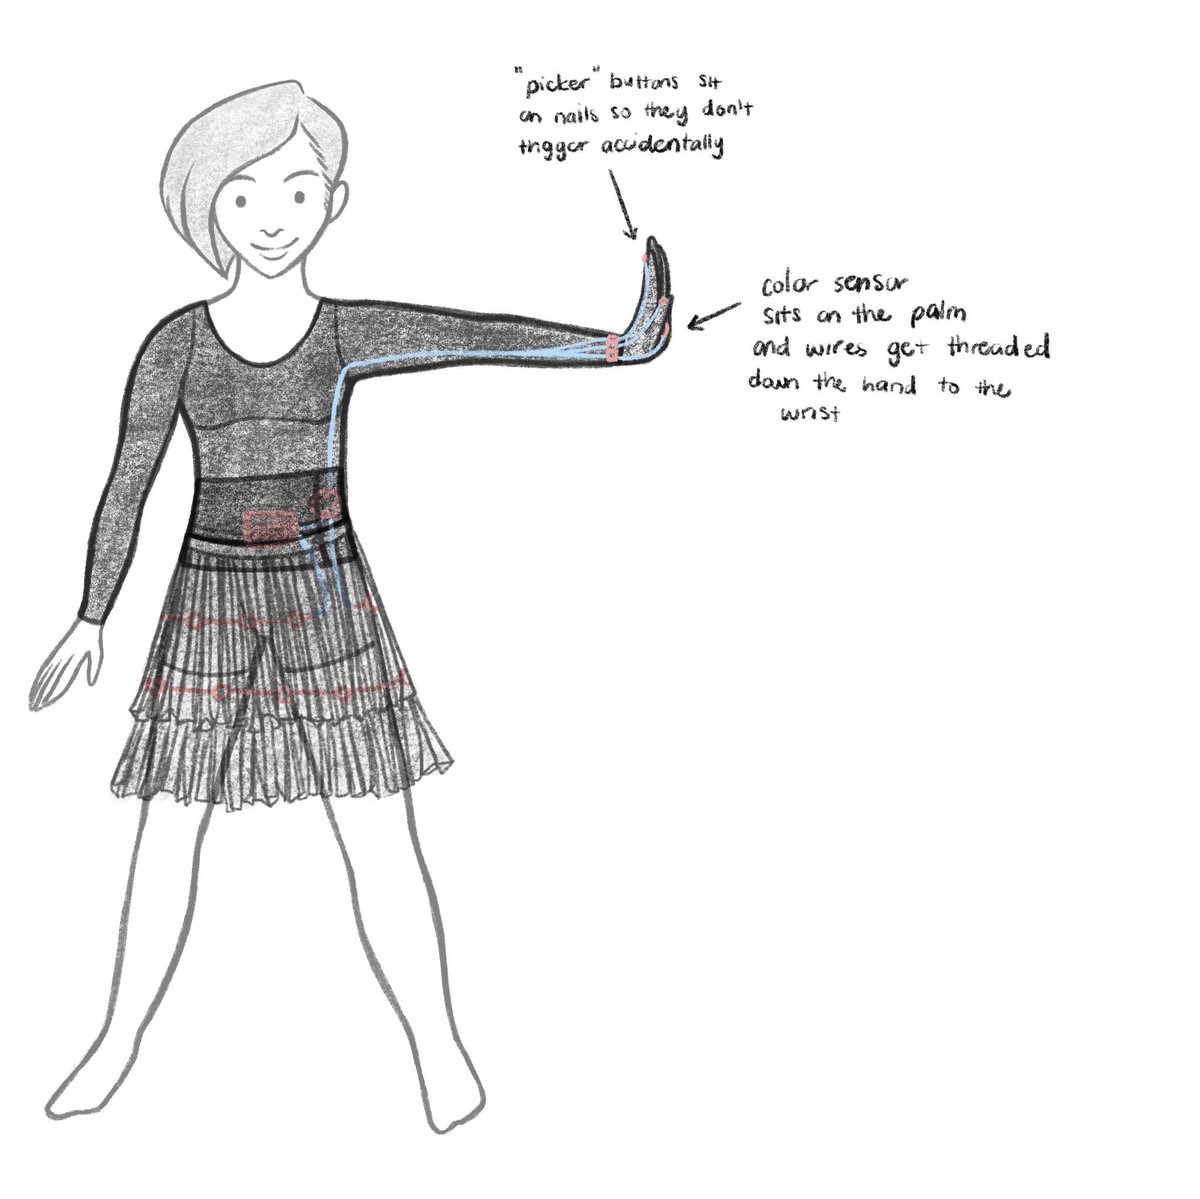 "picker" buttons sit
on nails so they don't
trigger accidentally
color sensor
sits on the palm
and wires get threaded
down the hand to the
wrist